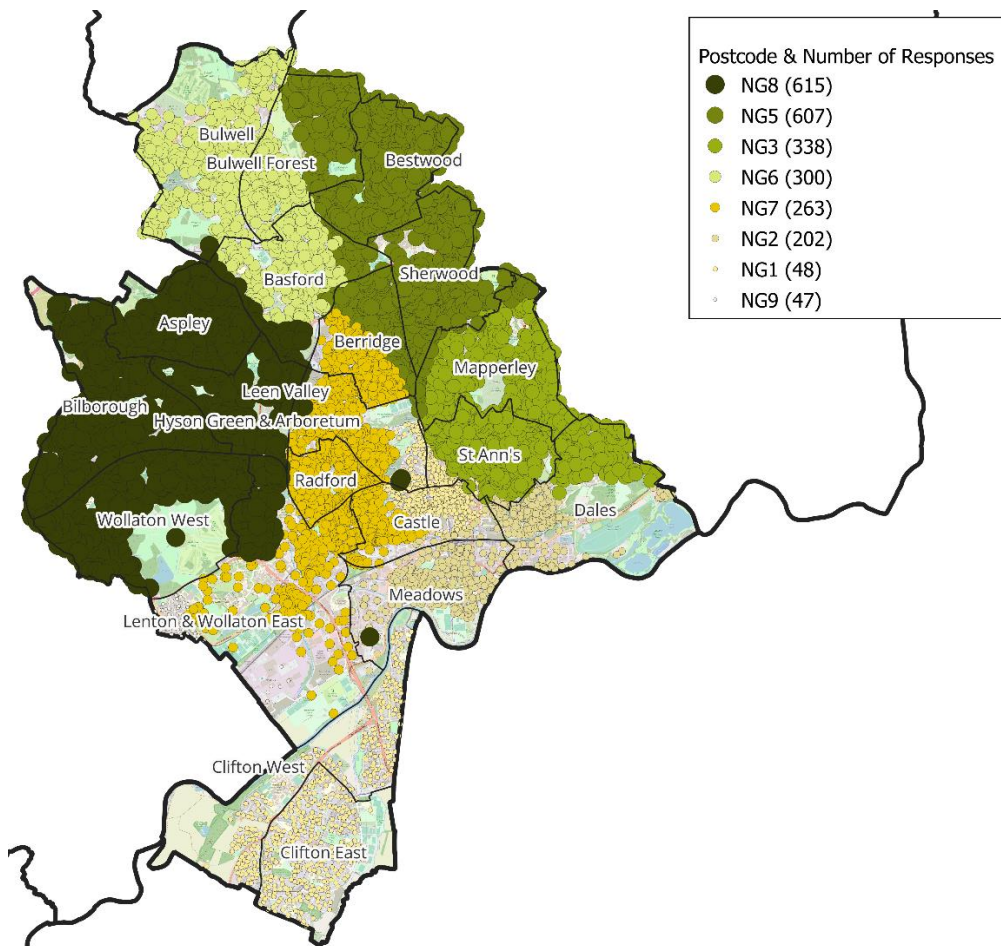 Postcode & Number of Responses
NG8 (615)
NG5 (607)
NG3 (338)
NG6 (300)
NG7 (263)
NG2 (202)
NG1 (48)
NG9 (47)
Bulwell
Bulwell Forest
Bestwood
Basford
Sherwood
Aspley
Berridge
Mapperley
Leen Valley
Bilborough
Hyson Green & Arboretum
St Ann's
Radford
Wollaton West
Castle
Dales
Meadows
Lenton & Wollaton East
Clifton West
Clifton East